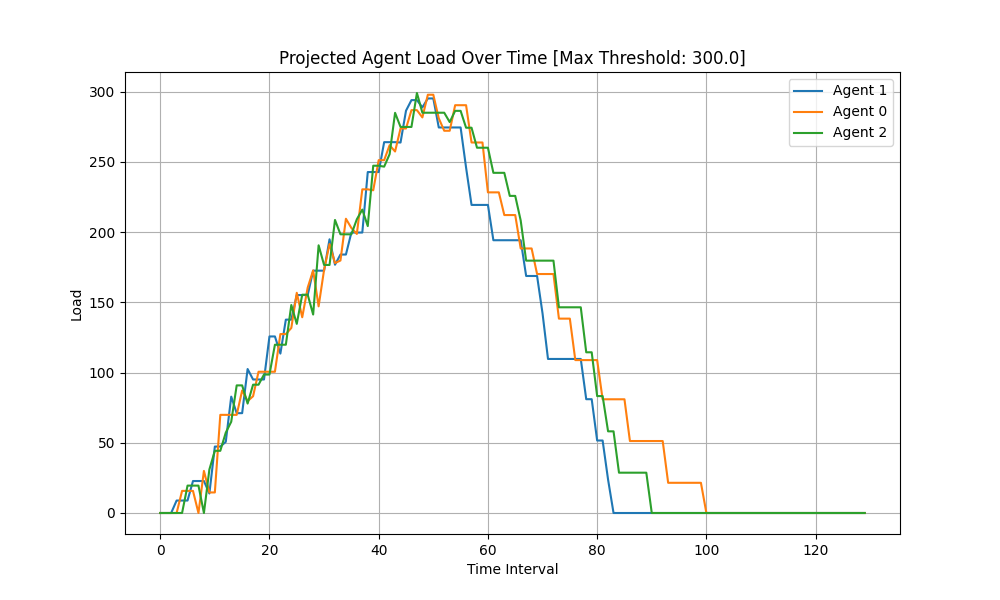 Projected Agent Load Over Time [Max Threshold: 300.0]
Agent 1
Agent 0
Agent 2
300
250
200
150
100
50
0
Load
0 20 40 60 80 100 120
Time Interval